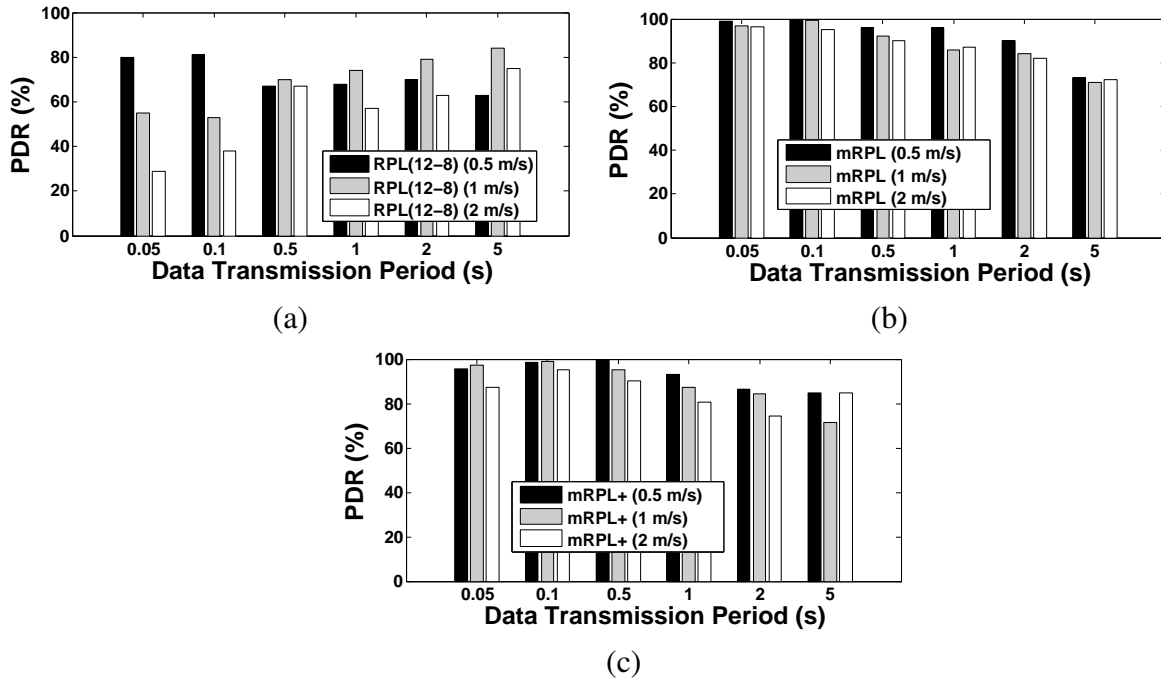 100
80
60
40
20
0
PDR (%)
RPL(12−8) (0.5 m/s)
RPL(12−8) (1 m/s)
RPL(12−8) (2 m/s)
0.05 0.1 0.5 1 2 5
Data Transmission Period (s)
(a)
100
80
60
40
20
0
PDR (%)
mRPL (0.5 m/s)
mRPL (1 m/s)
mRPL (2 m/s)
0.05 0.1 0.5 1 2 5
Data Transmission Period (s)
(b)
100
80
60
40
20
0
PDR (%)
mRPL+ (0.5 m/s)
mRPL+ (1 m/s)
mRPL+ (2 m/s)
0.05 0.1 0.5 1 2 5
Data Transmission Period (s)
(c)